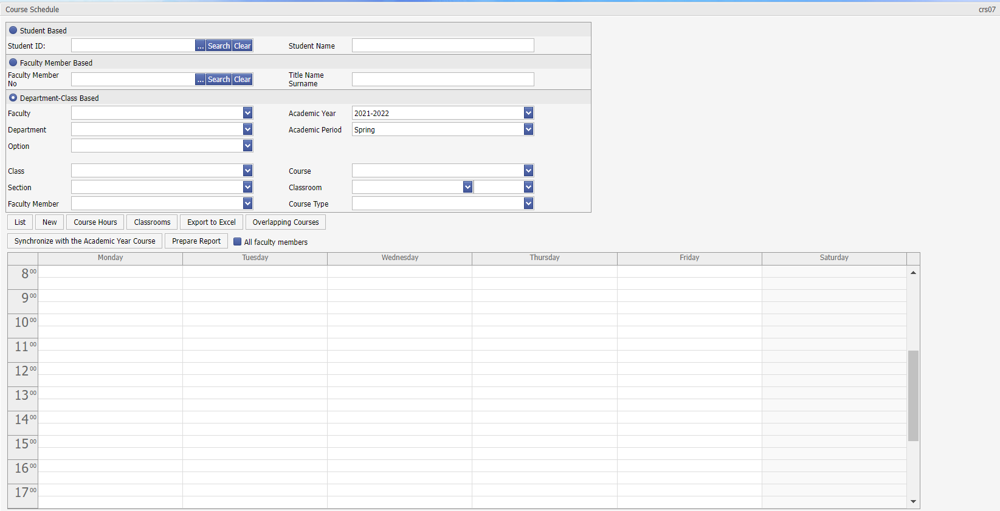 Course Schedule crs07
Student Based
Student ID: ... Search Clear Student Name
Faculty Member Based
Faculty Member No ... Search Clear Title Name Surname
Department-Class Based
Faculty Academic Year 2021-2022
Department Academic Period Spring
Option
Class Course
Section Classroom
Faculty Member Course Type
List New Course Hours Classrooms Export to Excel Overlapping Courses
Synchronize with the Academic Year Course Prepare Report All faculty members
Monday Tuesday Wednesday Thursday Friday Saturday
8 00
9 00
10 00
11 00
12 00
13 00
14 00
15 00
16 00
17 00